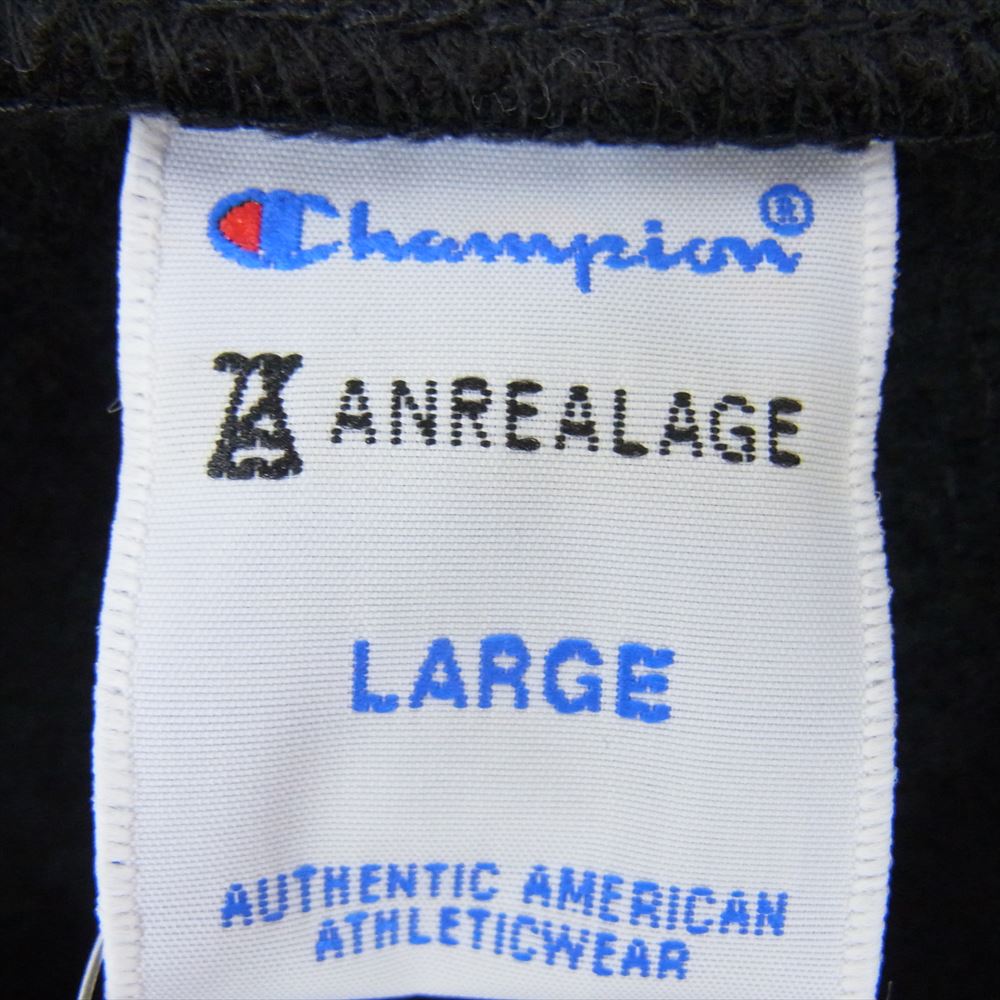 Champion®
ANREALAGE
LARGE
AUTHENTIC AMERICAN
ATHLETICWEAR